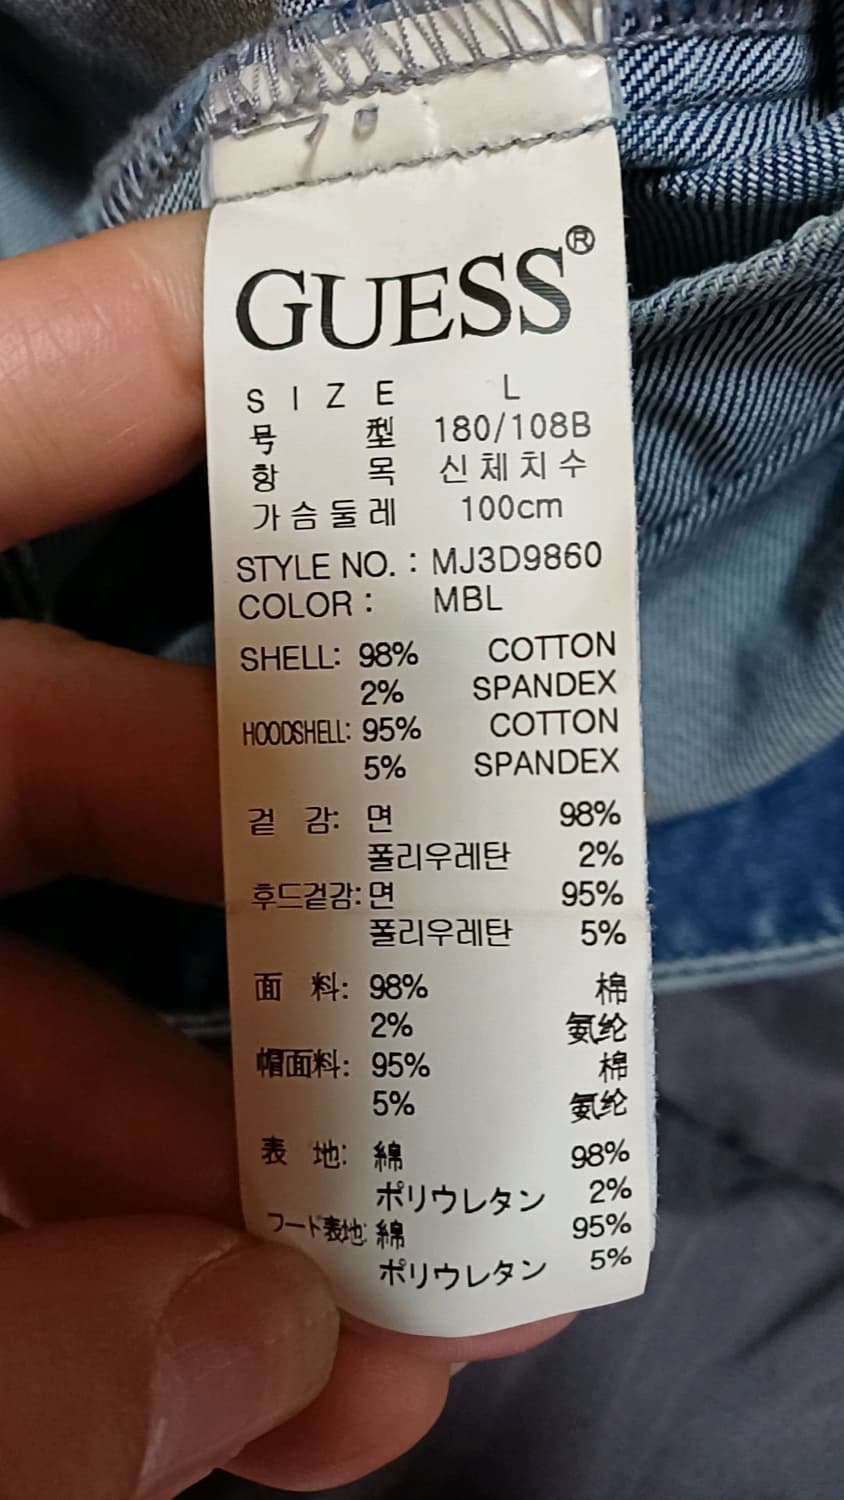 GUESS®
SIZE L
号型 180/108B
항목 신체치수
가슴둘레 100cm
STYLE NO.: MJ3D9860
COLOR: MBL
SHELL: 98% COTTON
2% SPANDEX
HOODSHELL: 95% COTTON
5% SPANDEX
겉감: 면 98%
폴리우레탄 2%
후드겉감: 면 95%
폴리우레탄 5%
面料: 98% 棉
2% 氨纶
帽面料: 95% 棉
5% 氨纶
表地: 綿 98%
ポリウレタン 2%
フード表地: 綿 95%
ポリウレタン 5%